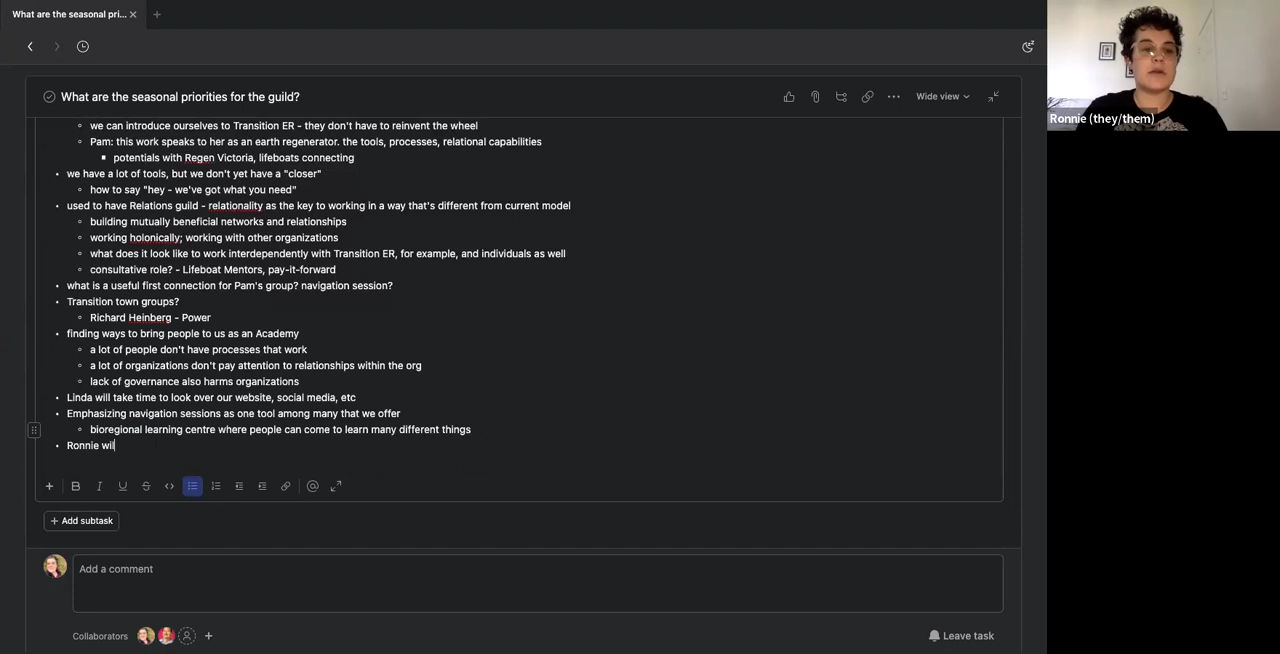 What are the seasonal pri...
What are the seasonal priorities for the guild?
Wide view
we can introduce ourselves to Transition ER - they don't have to reinvent the wheel
Pam: this work speaks to her as an earth regenerator. the tools, processes, relational capabilities
potentials with Regen Victoria, lifeboats connecting
we have a lot of tools, but we don't yet have a "closer"
how to say "hey - we've got what you need"
used to have Relations guild - relationality as the key to working in a way that's different from current model
building mutually beneficial networks and relationships
working holonically; working with other organizations
what does it look like to work interdependently with Transition ER, for example, and individuals as well
consultative role? - Lifeboat Mentors, pay-it-forward
what is a useful first connection for Pam's group? navigation session?
Transition town groups?
Richard Heinberg - Power
finding ways to bring people to us as an Academy
a lot of people don't have processes that work
a lot of organizations don't pay attention to relationships within the org
lack of governance also harms organizations
Linda will take time to look over our website, social media, etc
Emphasizing navigation sessions as one tool among many that we offer
bioregional learning centre where people can come to learn many different things
Ronnie wil
Add subtask
Add a comment
Collaborators
Leave task
Ronnie (they/them)